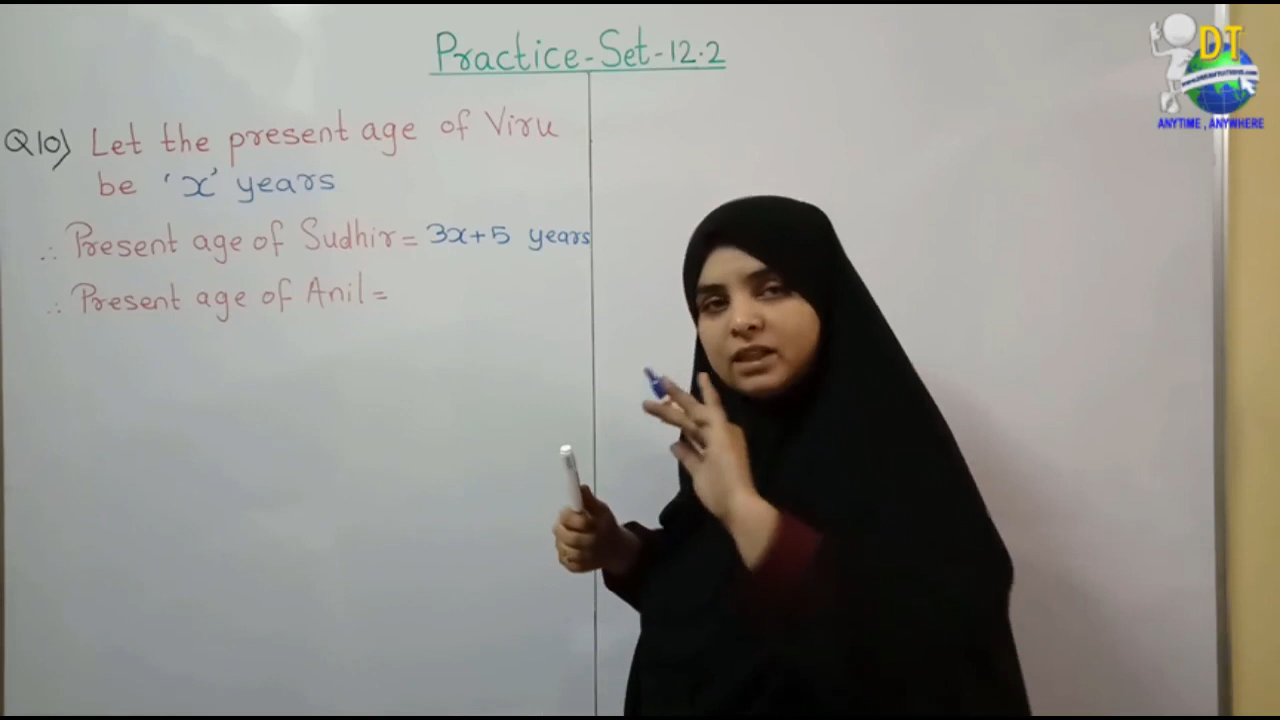 Practice-Set-12.2
Q10) Let the present age of Viru
be 'x' years
∴ Present age of Sudhir = 3x+5 years
∴ Present age of Anil =
DT
ANYTIME , ANYWHERE